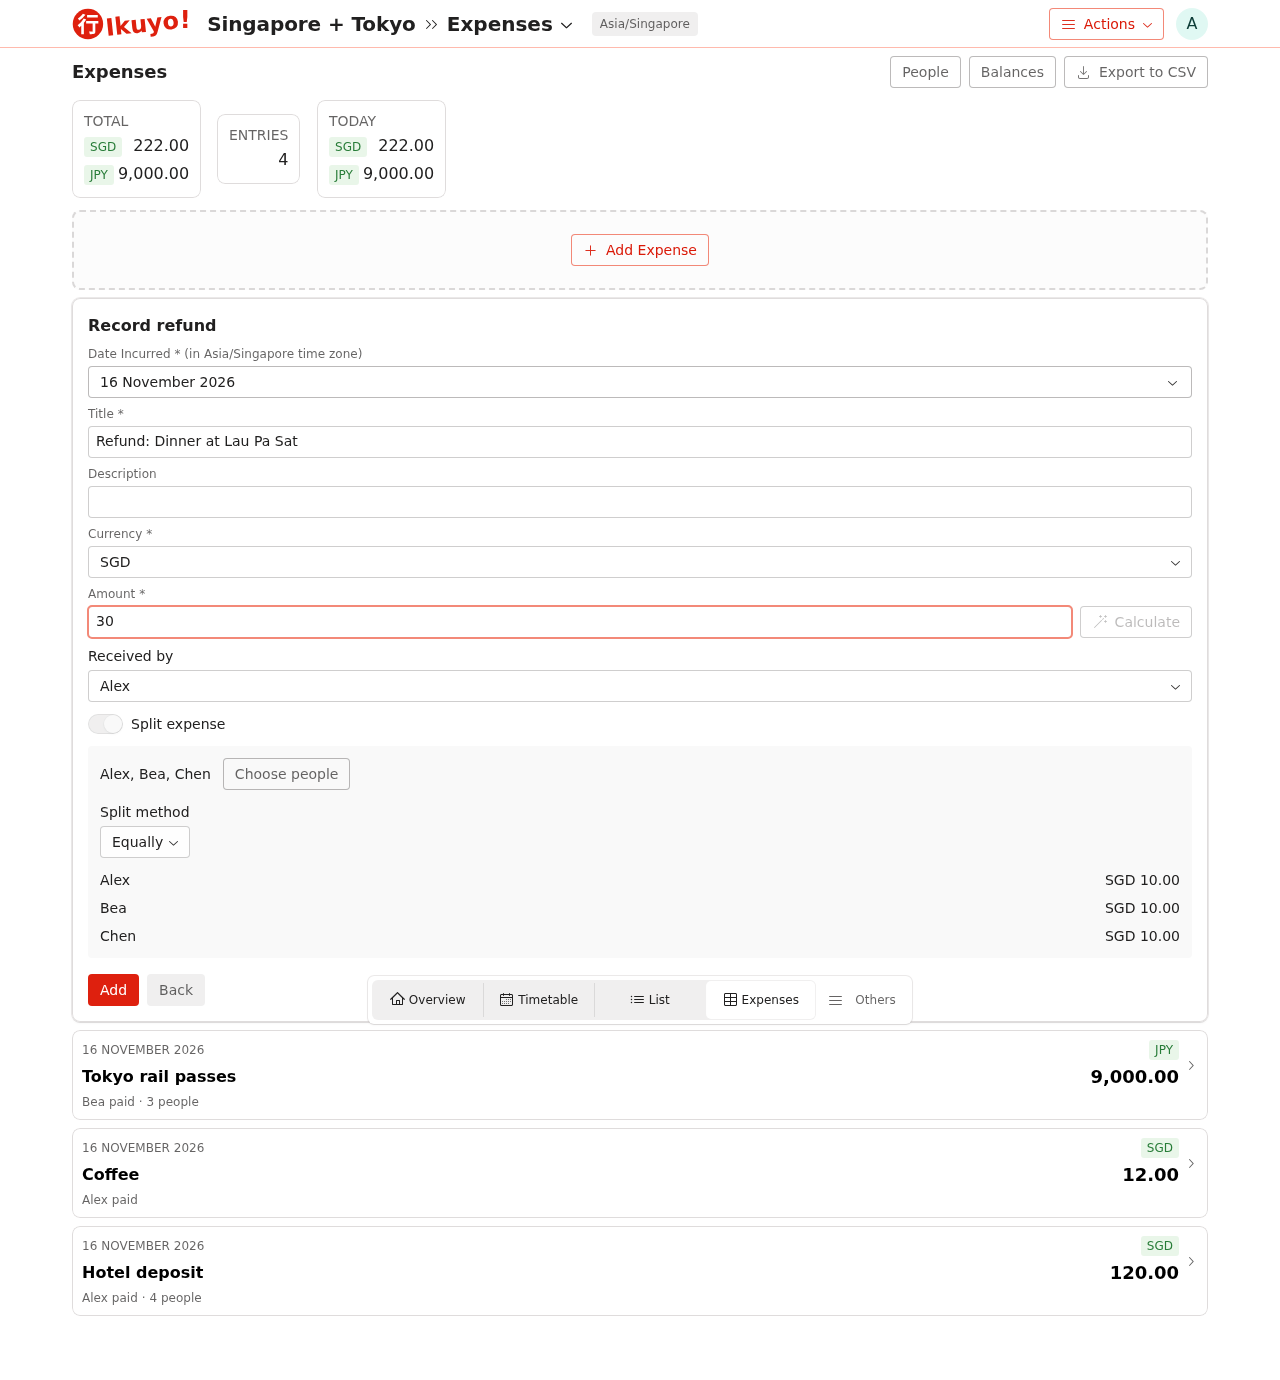 行 Ikuyo! Singapore + Tokyo » Expenses Asia/Singapore Actions A
Expenses People Balances Export to CSV
TOTAL
SGD 222.00
JPY 9,000.00
ENTRIES
4
TODAY
SGD 222.00
JPY 9,000.00
+ Add Expense
Record refund
Date Incurred * (in Asia/Singapore time zone)
16 November 2026
Title *
Refund: Dinner at Lau Pa Sat
Description
Currency *
SGD
Amount *
30 Calculate
Received by
Alex
Split expense
Alex, Bea, Chen Choose people
Split method
Equally
Alex SGD 10.00
Bea SGD 10.00
Chen SGD 10.00
Add Back
Overview Timetable List Expenses Others
16 NOVEMBER 2026 JPY
Tokyo rail passes 9,000.00
Bea paid · 3 people
16 NOVEMBER 2026 SGD
Coffee 12.00
Alex paid
16 NOVEMBER 2026 SGD
Hotel deposit 120.00
Alex paid · 4 people